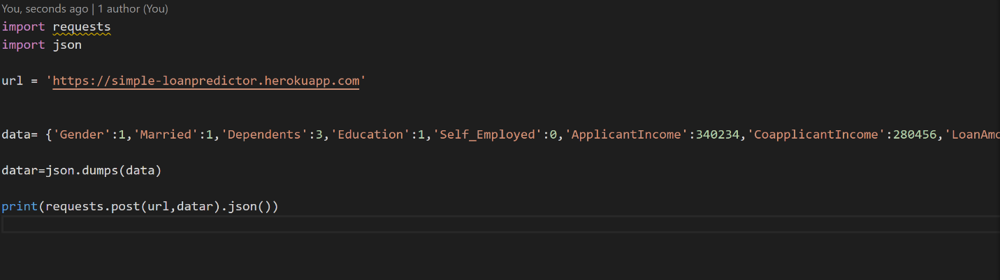 You, seconds ago | 1 author (You)
import requests
import json
url = 'https://simple-loanpredictor.herokuapp.com'
data= {'Gender':1,'Married':1,'Dependents':3,'Education':1,'Self_Employed':0,'ApplicantIncome':340234,'CoapplicantIncome':280456,'LoanAmo
datar=json.dumps(data)
print(requests.post(url,datar).json())